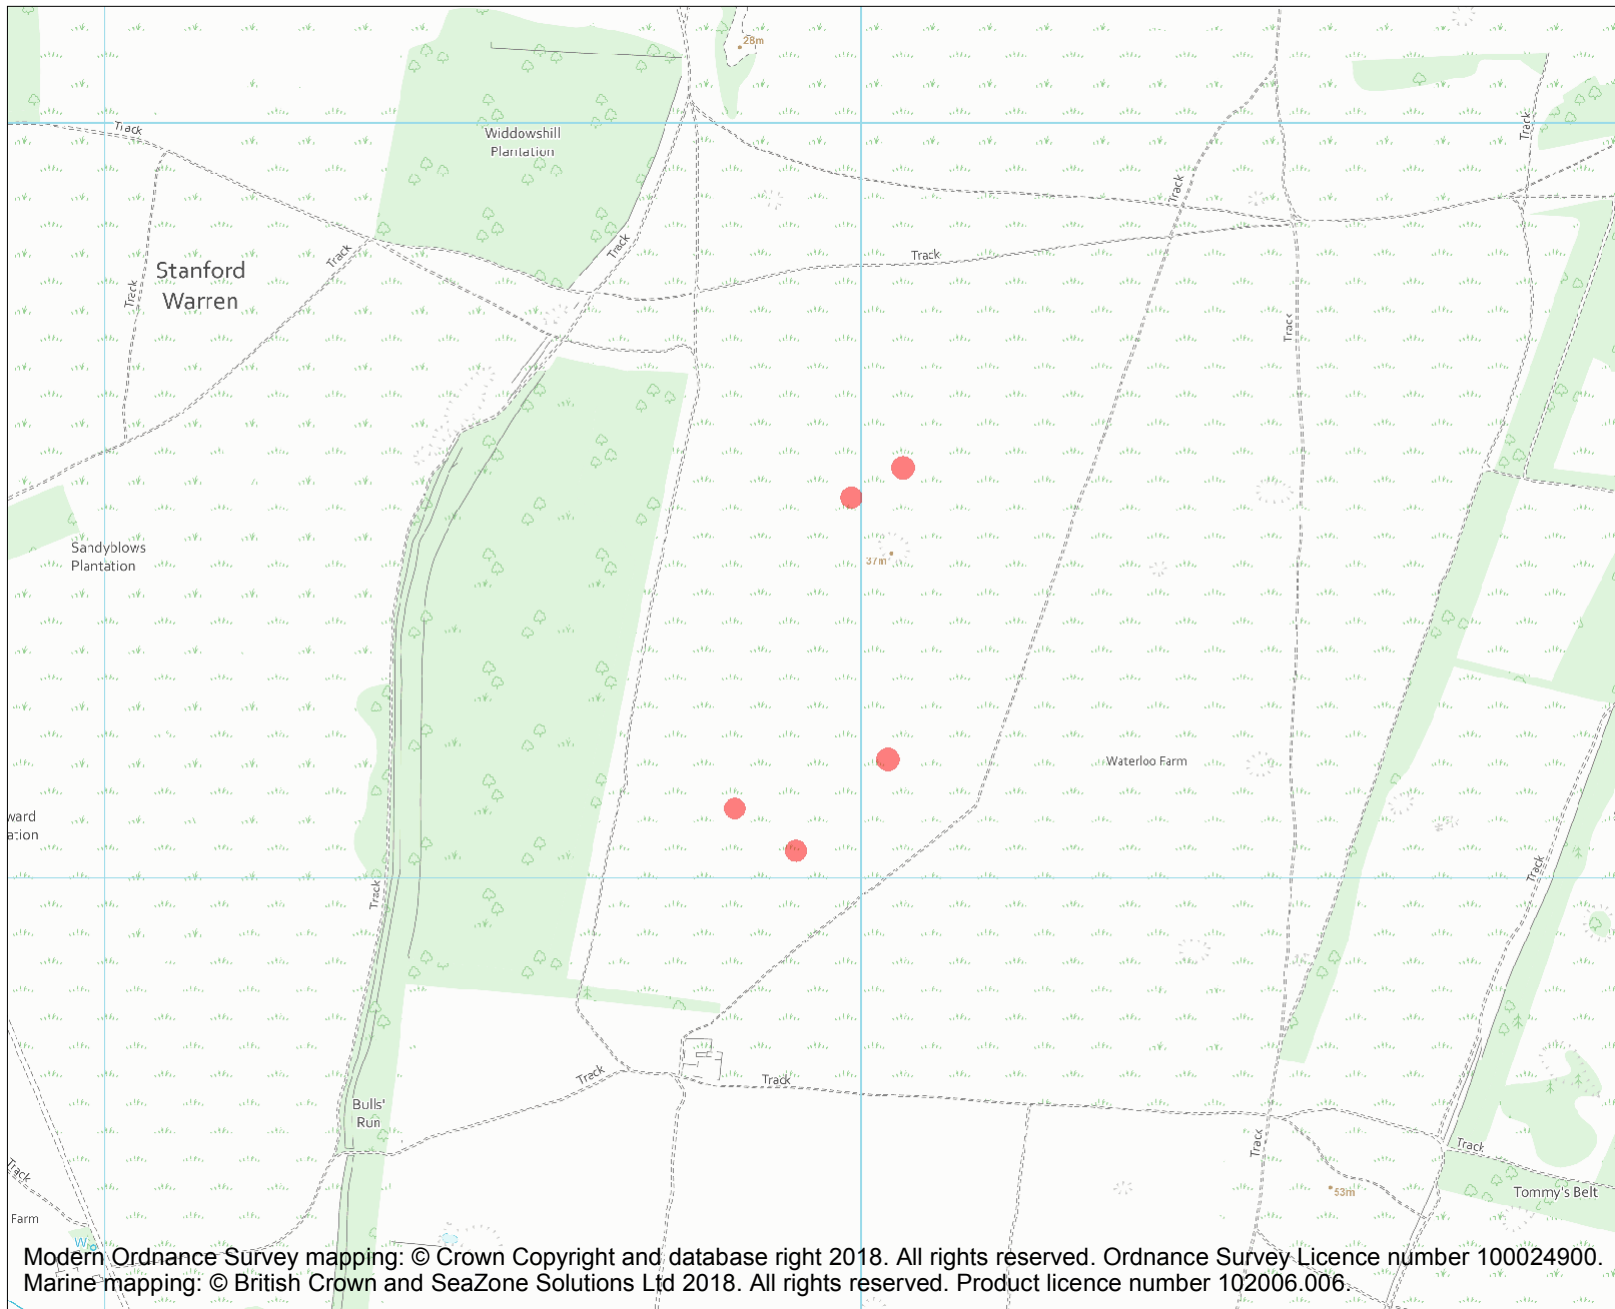 28m
Track
Widdowshill
Plantation
Track
Track
Track
Track
Track
Stanford
Warren
Track
Track
Track
Sandyblows
Plantation
37m
Waterloo Farm
ward
ation
Track
Track
Track
Track
Bulls'
Run
Track
Track
Track
53m
Tommy's Belt
Farm
W
Modern Ordnance Survey mapping: © Crown Copyright and database right 2018. All rights reserved. Ordnance Survey Licence number 100024900.
Marine mapping: © British Crown and SeaZone Solutions Ltd 2018. All rights reserved. Product licence number 102006.006.